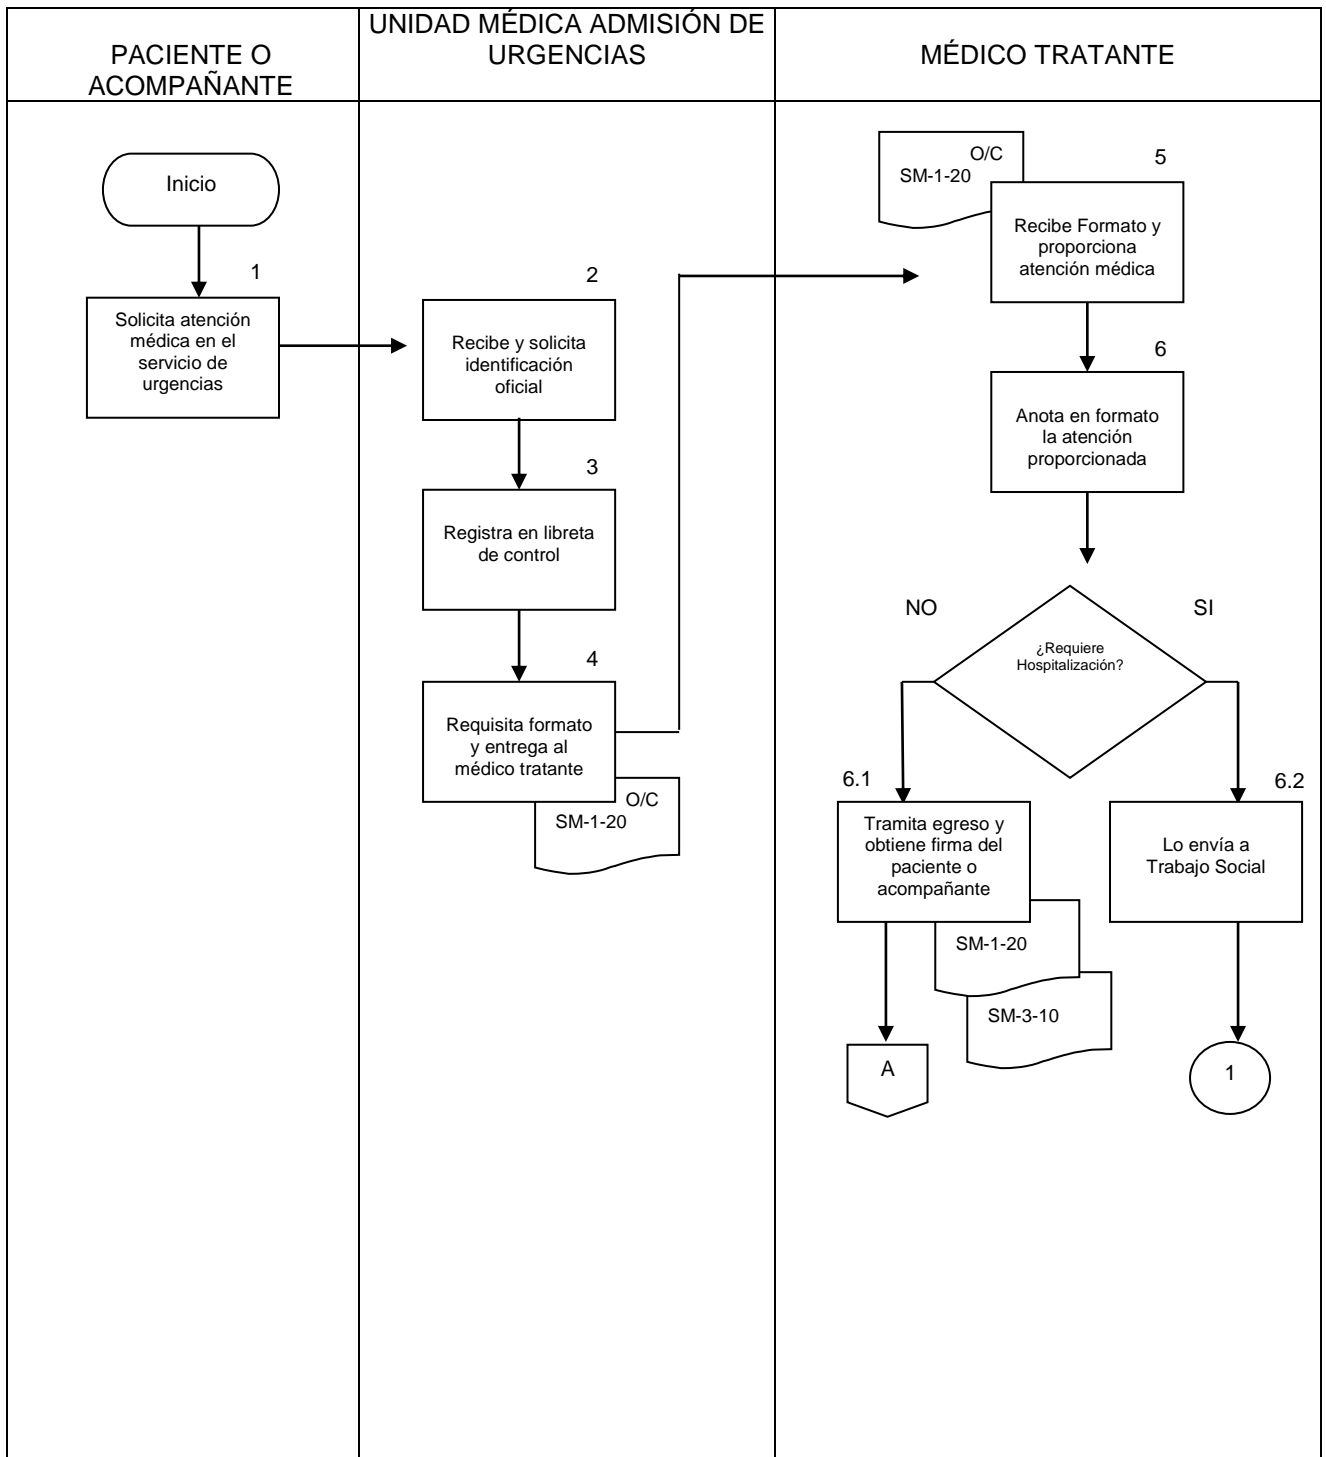 PACIENTE O
ACOMPAÑANTE
UNIDAD MÉDICA ADMISIÓN DE
URGENCIAS
MÉDICO TRATANTE
Inicio
1
Solicita atención
médica en el
servicio de
urgencias
2
Recibe y solicita
identificación
oficial
3
Registra en libreta
de control
4
Requisita formato
y entrega al
médico tratante
O/C
SM-1-20
O/C
SM-1-20
5
Recibe Formato y
proporciona
atención médica
6
Anota en formato
la atención
proporcionada
NO
SI
¿Requiere
Hospitalización?
6.1
Tramita egreso y
obtiene firma del
paciente o
acompañante
SM-1-20
SM-3-10
A
6.2
Lo envía a
Trabajo Social
1